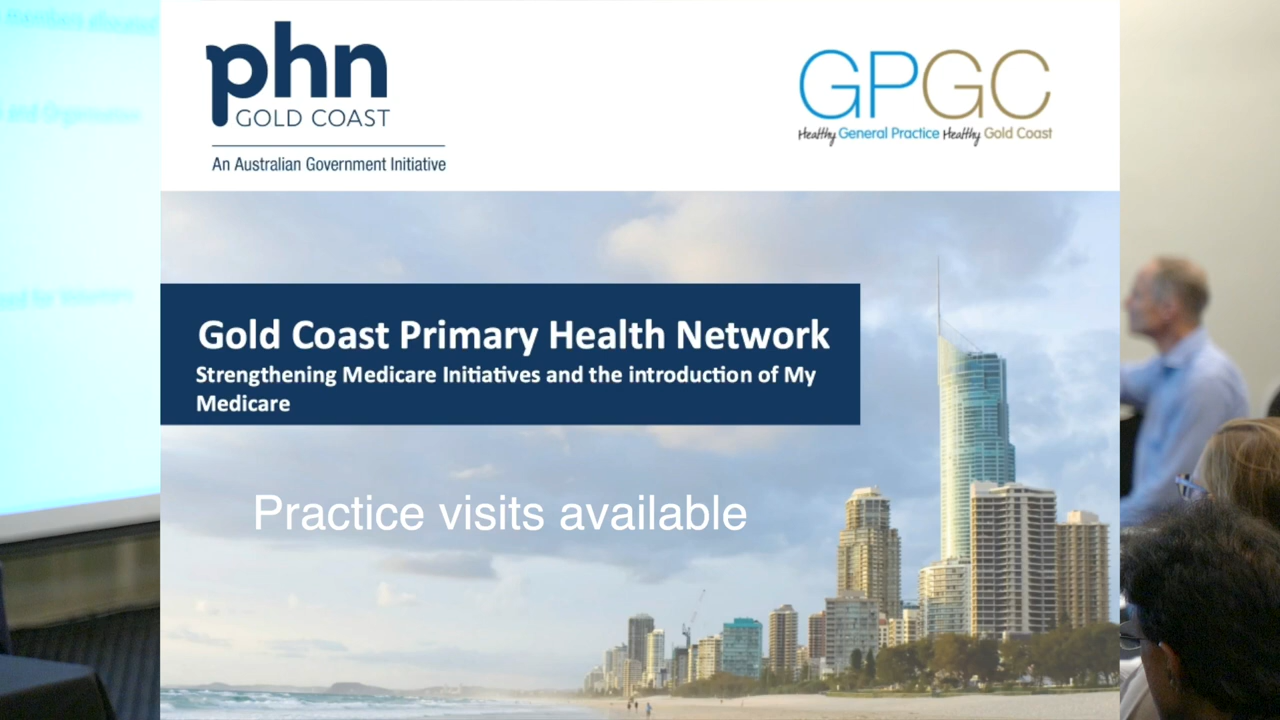 phn
GOLD COAST
An Australian Government Initiative
GPGC
Healthy General Practice Healthy Gold Coast
Gold Coast Primary Health Network
Strengthening Medicare Initiatives and the introduction of My
Medicare
Practice visits available